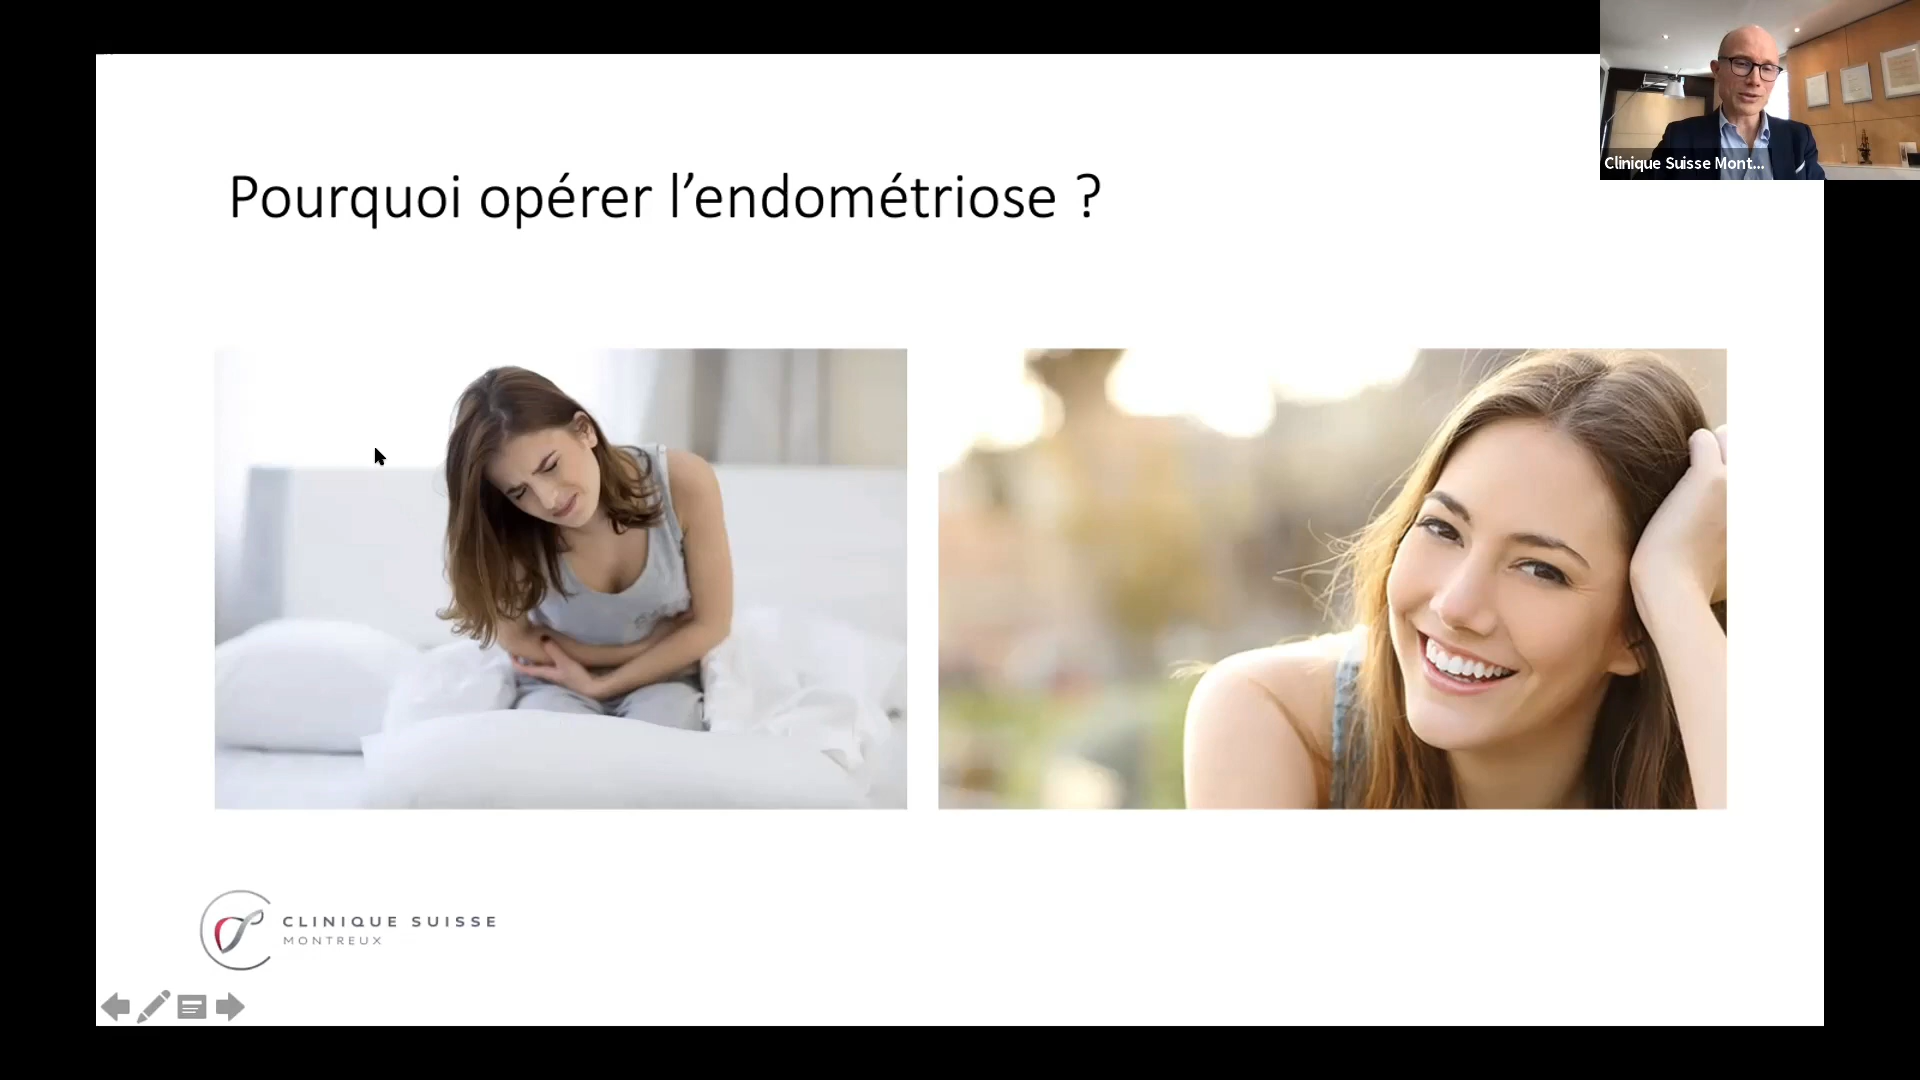 Clinique Suisse Mont...
Pourquoi opérer l’endométriose ?
CLINIQUE SUISSE
MONTREUX